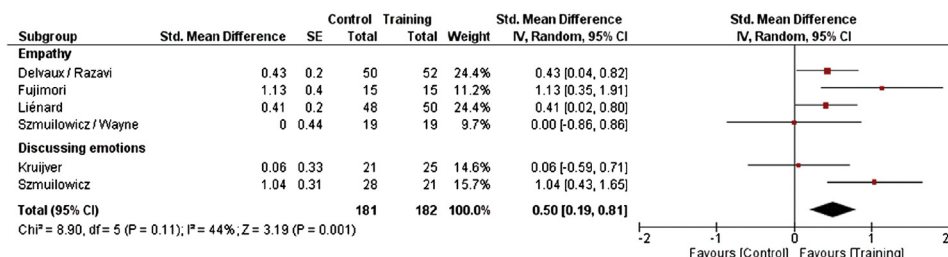 Control Training Std. Mean Difference Std. Mean Difference
Subgroup Std. Mean Difference SE Total Total Weight IV, Random, 95% CI IV, Random, 95% CI
Empathy
Delvaux / Razavi 0.43 0.2 50 52 24.4% 0.43 [0.04, 0.82]
Fujimori 1.13 0.4 15 15 11.2% 1.13 [0.35, 1.91]
Liénard 0.41 0.2 48 50 24.4% 0.41 [0.02, 0.80]
Szmuilowicz / Wayne 0 0.44 19 19 9.7% 0.00 [-0.86, 0.86]
Discussing emotions
Kruijver 0.06 0.33 21 25 14.6% 0.06 [-0.59, 0.71]
Szmuilowicz 1.04 0.31 28 21 15.7% 1.04 [0.43, 1.65]
Total (95% CI) 181 182 100.0% 0.50 [0.19, 0.81]
Chi² = 8.90, df = 5 (P = 0.11); I² = 44%; Z = 3.19 (P = 0.001)
-2 -1 0 1 2
Favours [Control] Favours [Training]